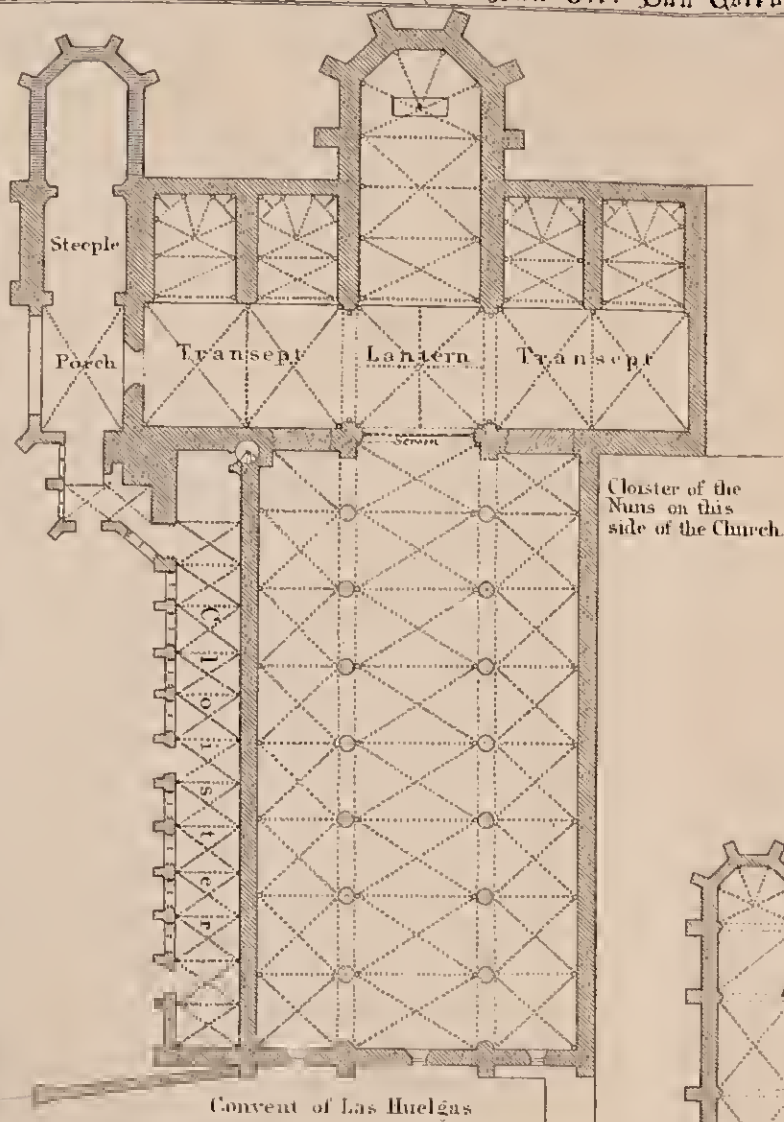 Steeple
Porch
Transept
Lantern
Transept
Screen
Cloister of the
Nuns on this
side of the Church.
Cloister
Convent of Las Huelgas